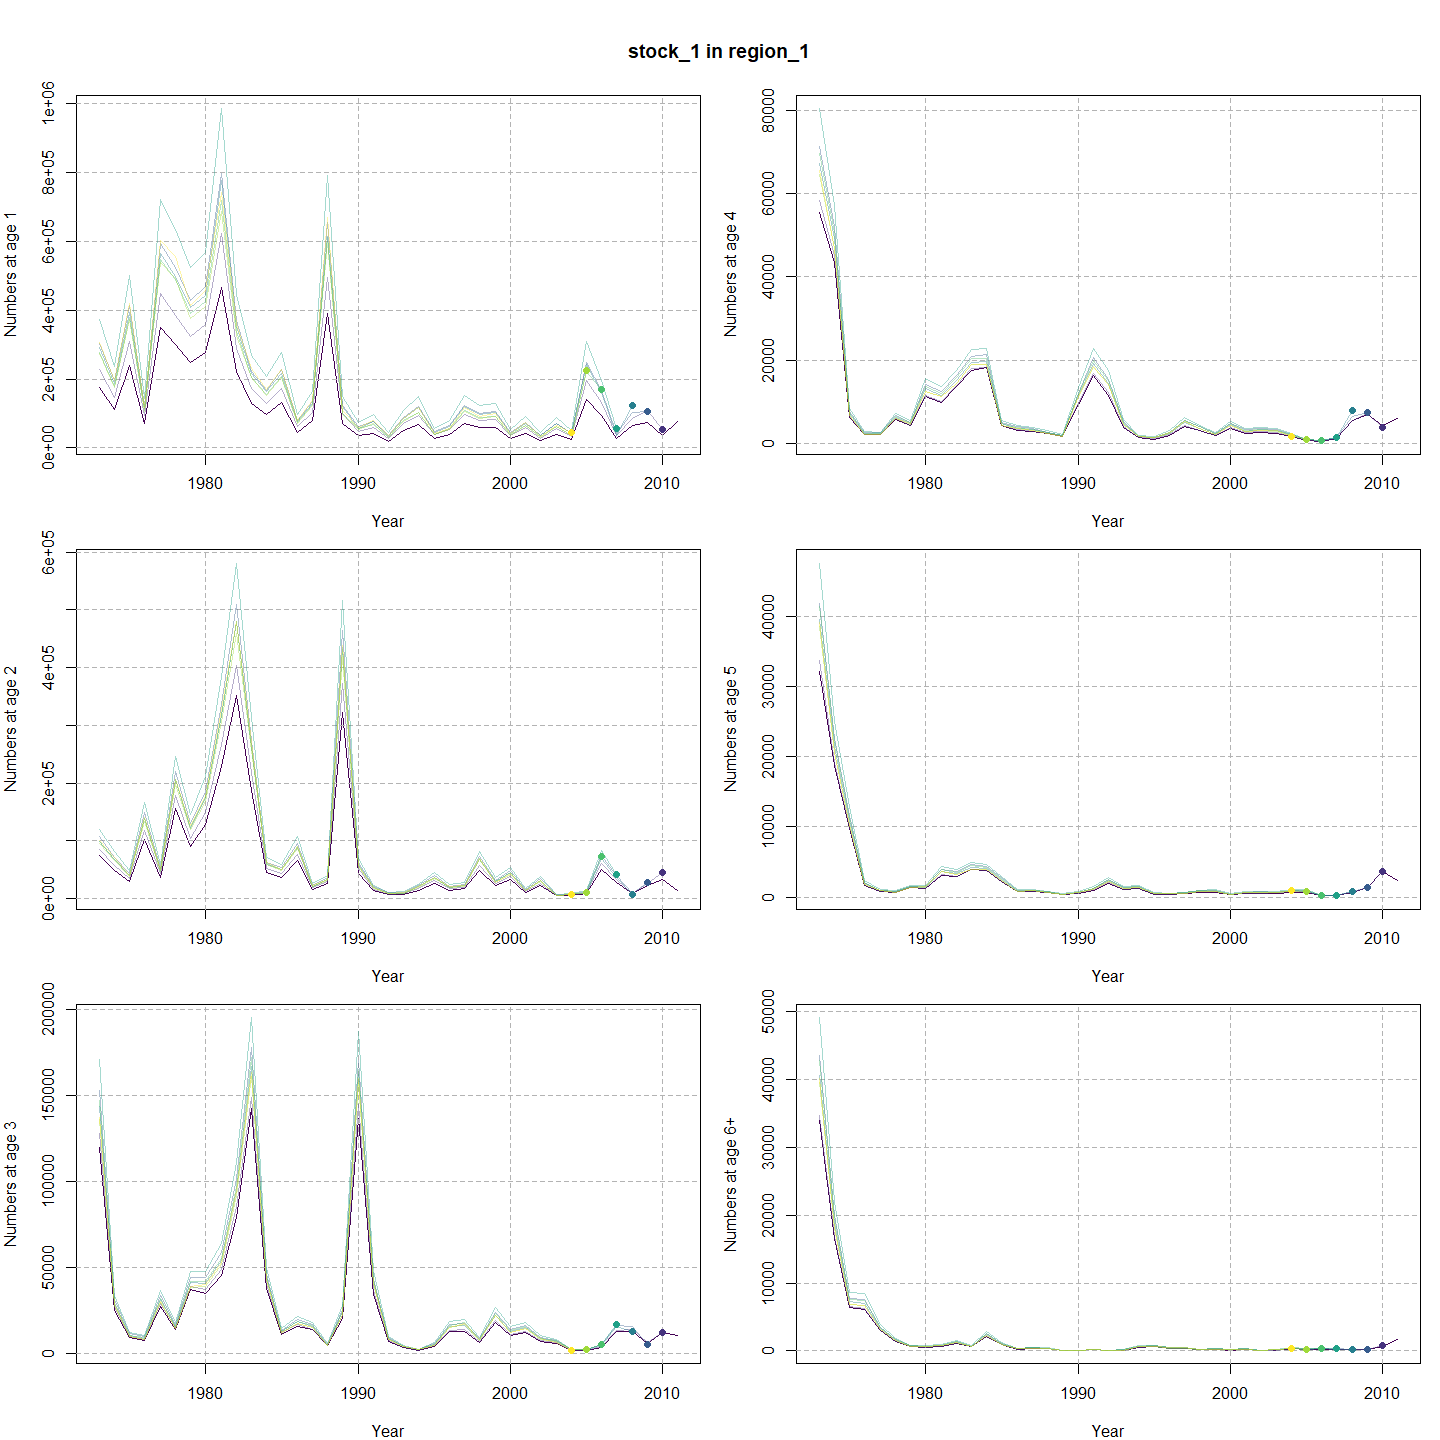 stock_1 in region_1
Numbers at age 1
0e+00 2e+05 4e+05 6e+05 8e+05 1e+06
1980 1990 2000 2010
Year
Numbers at age 4
0 20000 40000 60000 80000
1980 1990 2000 2010
Year
Numbers at age 2
0e+00 2e+05 4e+05 6e+05
1980 1990 2000 2010
Year
Numbers at age 5
0 10000 20000 30000 40000
1980 1990 2000 2010
Year
Numbers at age 3
0 50000 100000 150000 200000
1980 1990 2000 2010
Year
Numbers at age 6+
0 10000 20000 30000 40000 50000
1980 1990 2000 2010
Year